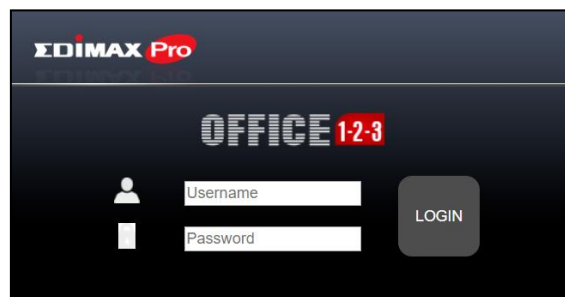 EDIMAX Pro
OFFICE 1-2-3
Username
LOGIN
Password